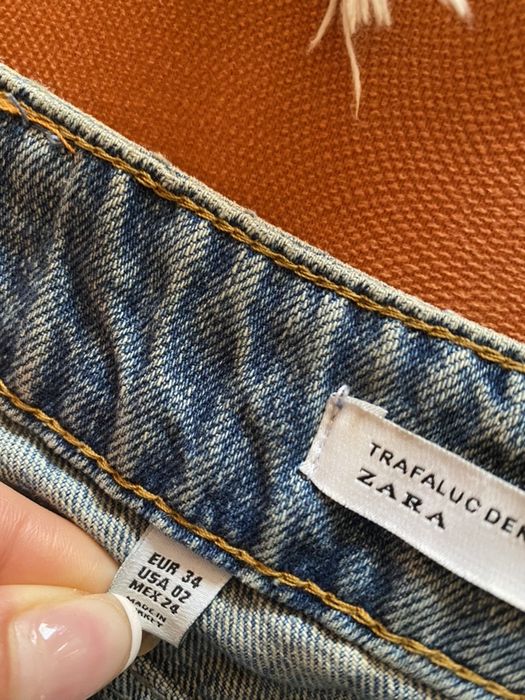 TRAFALUC DEN
ZARA
EUR 34
USA 02
MEX 24
MADE IN